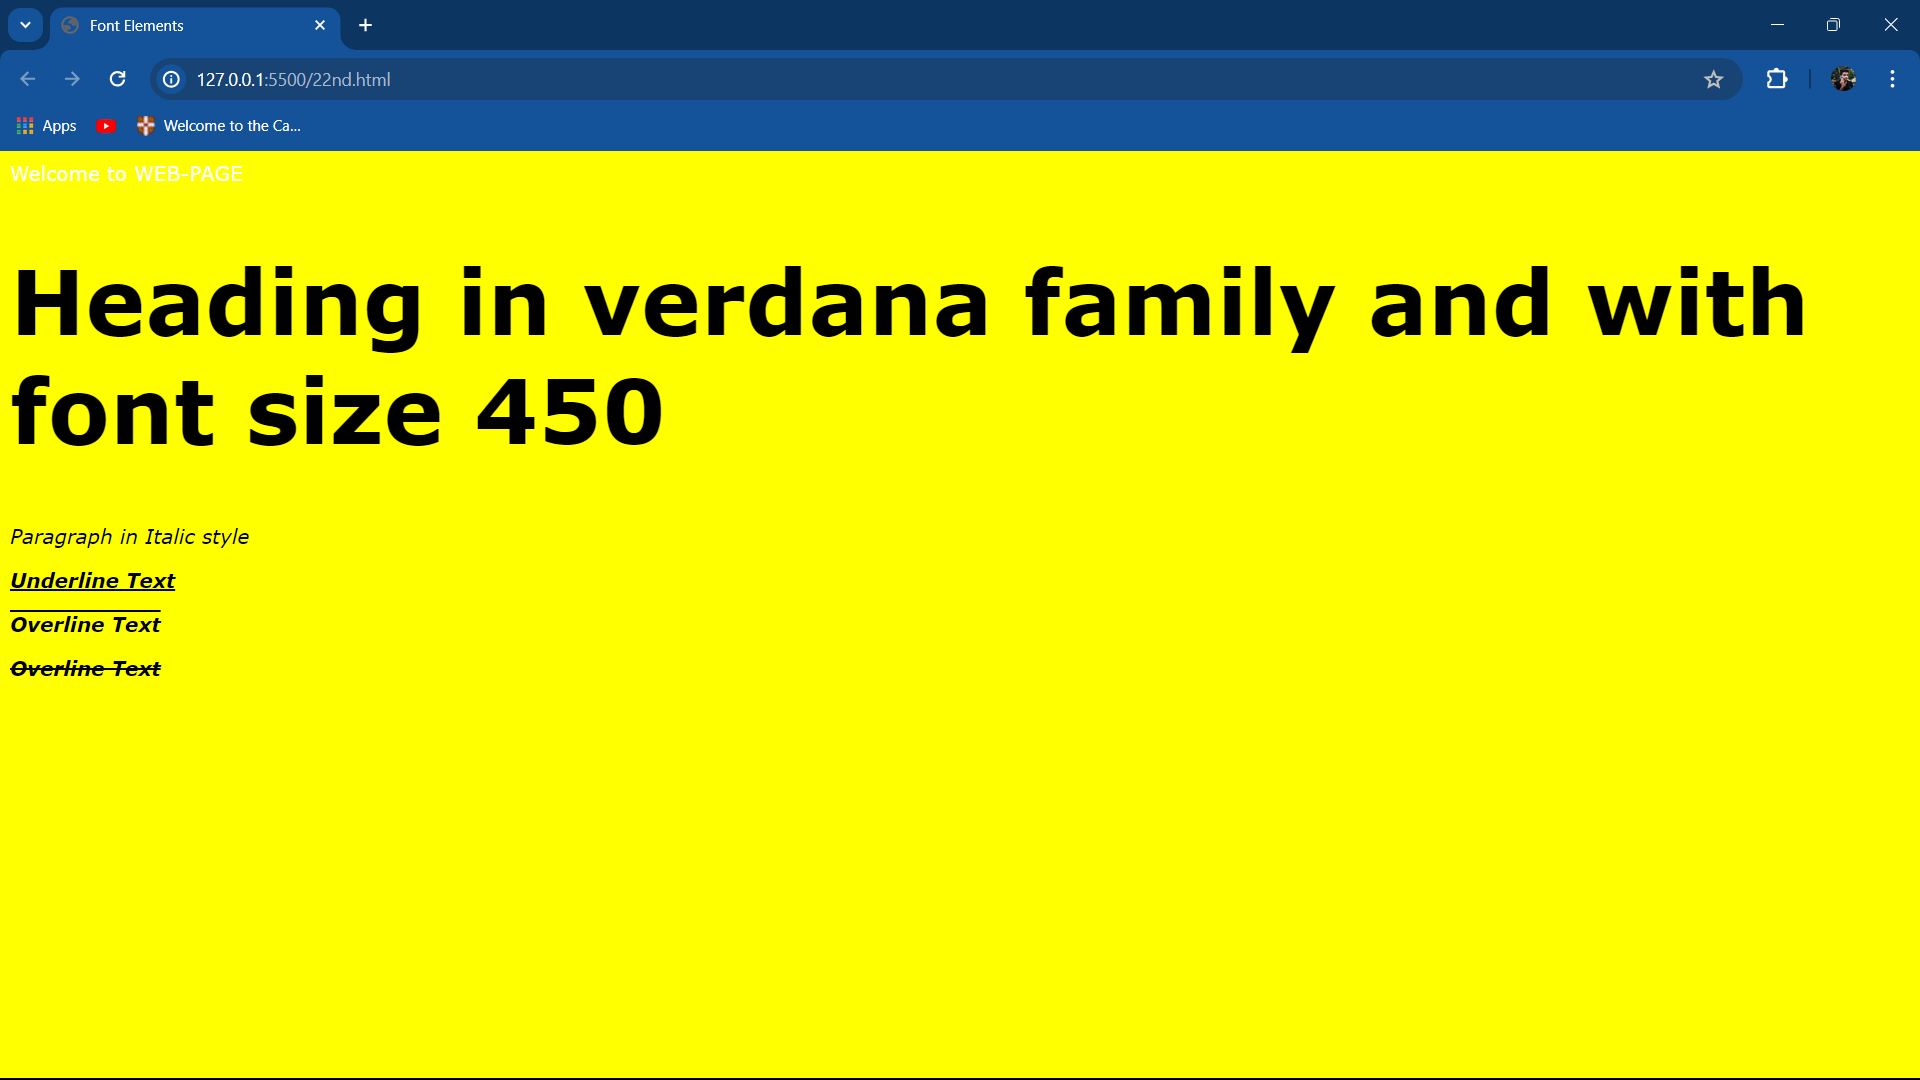 Font Elements
127.0.0.1:5500/22nd.html
Apps
Welcome to the Ca...
Welcome to WEB-PAGE
Heading in verdana family and with
font size 450
Paragraph in Italic style
Underline Text
Overline Text
Overline Text